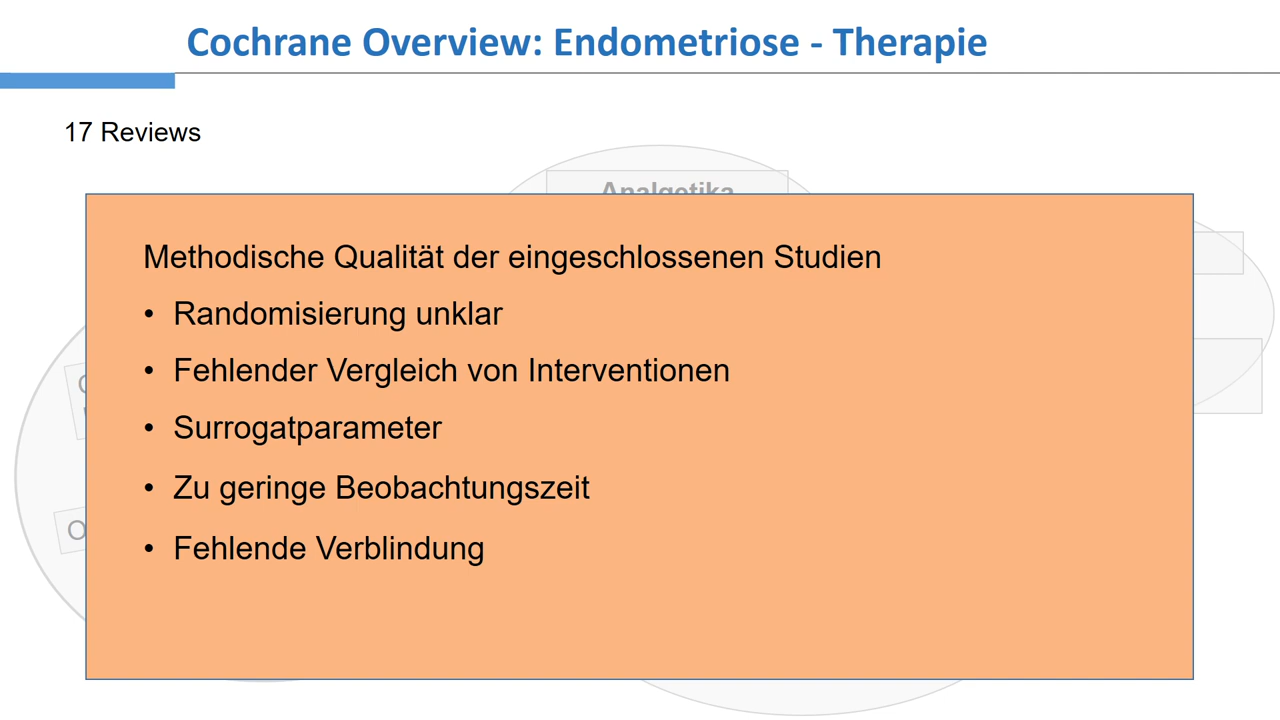 Cochrane Overview: Endometriose - Therapie
17 Reviews
Analgetika
Methodische Qualität der eingeschlossenen Studien
• Randomisierung unklar
• Fehlender Vergleich von Interventionen
• Surrogatparameter
• Zu geringe Beobachtungszeit
• Fehlende Verblindung